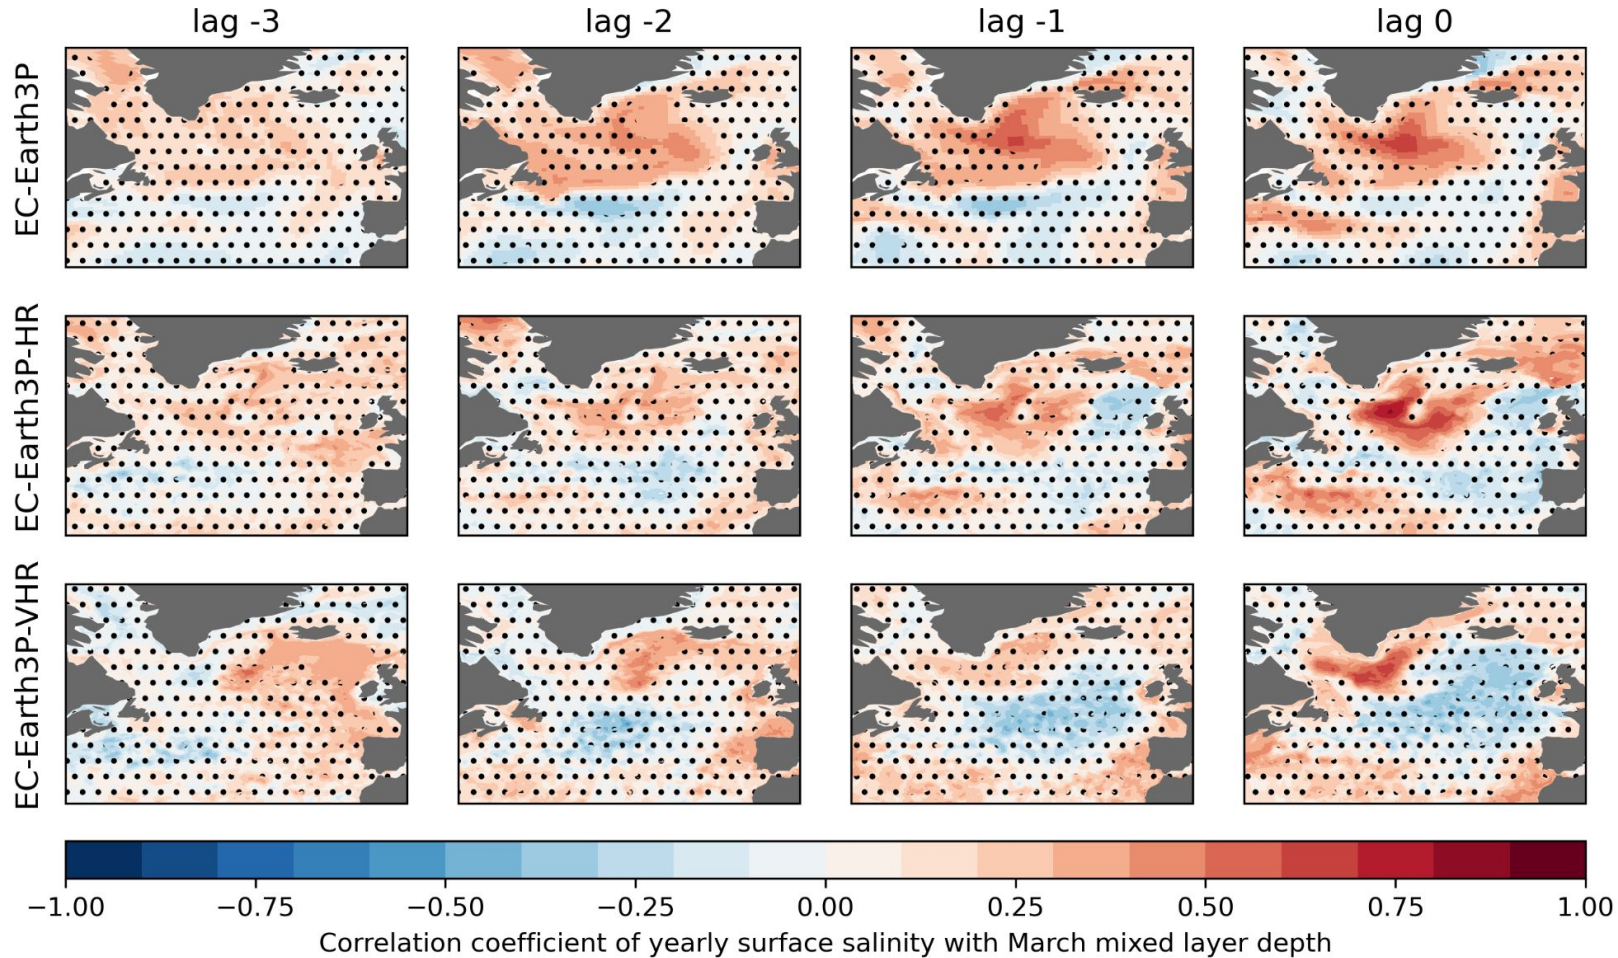 lag -3 lag -2 lag -1 lag 0
EC-Earth3P
EC-Earth3P-HR
EC-Earth3P-VHR
−1.00 −0.75 −0.50 −0.25 0.00 0.25 0.50 0.75 1.00
Correlation coefficient of yearly surface salinity with March mixed layer depth